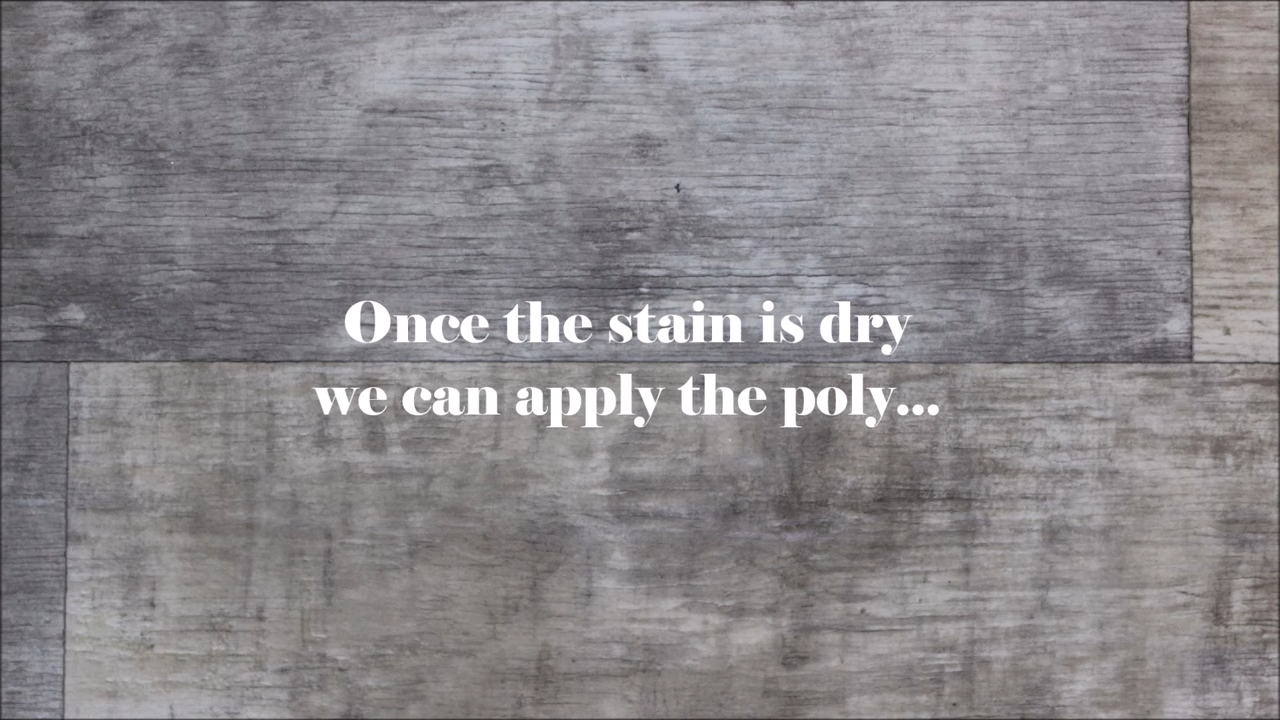 Once the stain is dry
we can apply the poly...